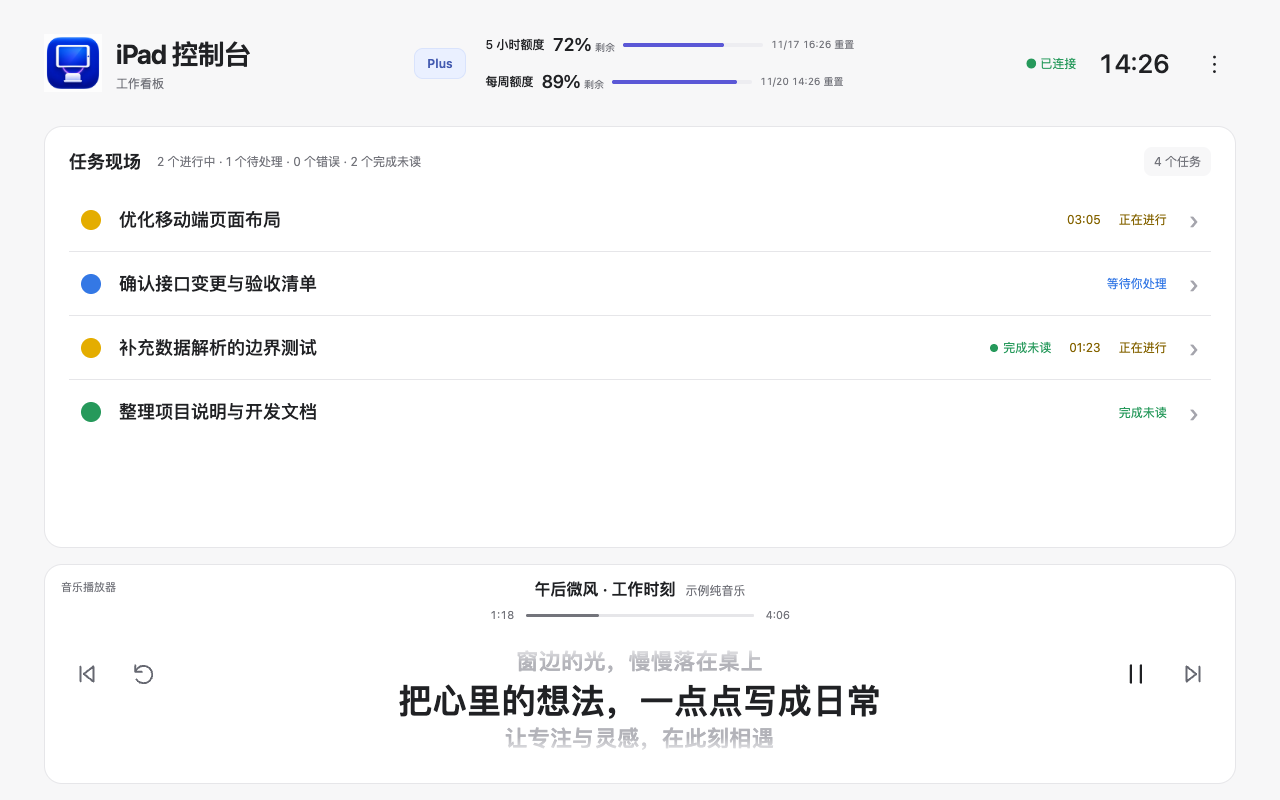 iPad 控制台
工作看板
Plus
5 小时额度 72% 剩余 11/17 16:26 重置
每周额度 89% 剩余 11/20 14:26 重置
已连接
14:26
任务现场 2 个进行中 · 1 个待处理 · 0 个错误 · 2 个完成未读
4 个任务
优化移动端页面布局 03:05 正在进行
确认接口变更与验收清单 等待你处理
补充数据解析的边界测试 完成未读 01:23 正在进行
整理项目说明与开发文档 完成未读
音乐播放器
午后微风 · 工作时刻 示例纯音乐
1:18 4:06
窗边的光，慢慢落在桌上
把心里的想法，一点点写成日常
让专注与灵感，在此刻相遇